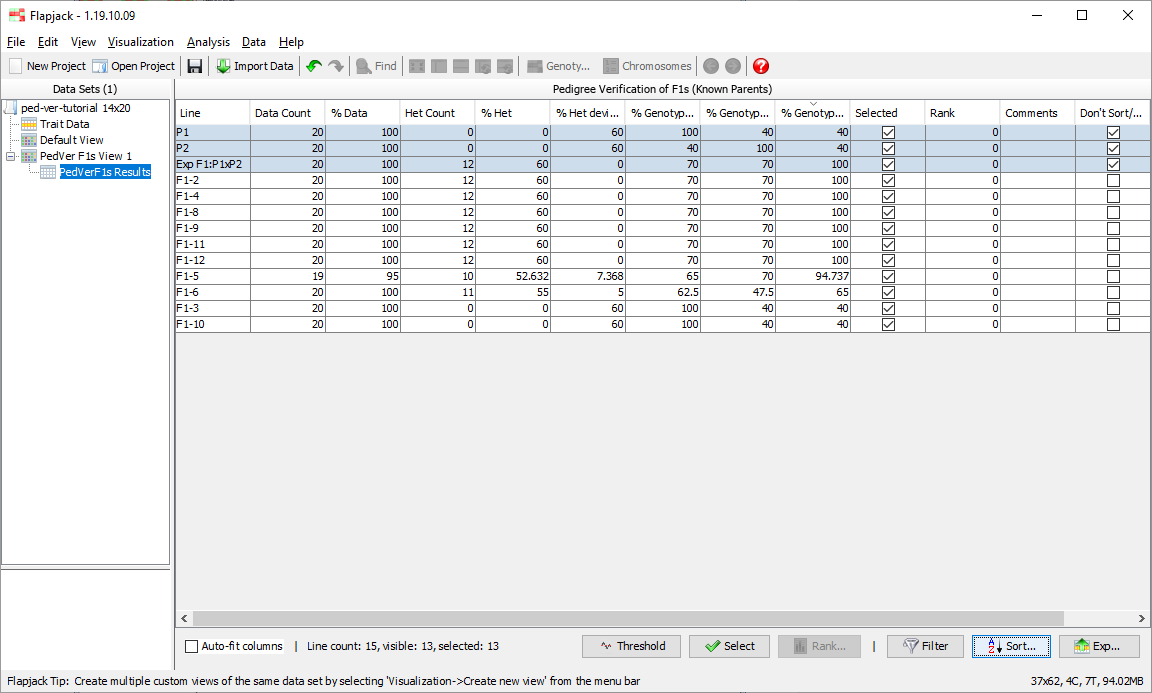 Flapjack - 1.19.10.09
File Edit View Visualization Analysis Data Help
New Project Open Project Import Data Find Genoty... Chromosomes
Data Sets (1)
ped-ver-tutorial 14x20
Trait Data
Default View
PedVer F1s View 1
PedVerF1s Results
Pedigree Verification of F1s (Known Parents)
Line Data Count % Data Het Count % Het % Het devi... % Genotyp... % Genotyp... % Genotyp... Selected Rank Comments Don't Sort/...
P1 20 100 0 0 60 100 40 40 0
P2 20 100 0 0 60 40 100 40 0
Exp F1:P1xP2 20 100 12 60 0 70 70 100 0
F1-2 20 100 12 60 0 70 70 100 0
F1-4 20 100 12 60 0 70 70 100 0
F1-8 20 100 12 60 0 70 70 100 0
F1-9 20 100 12 60 0 70 70 100 0
F1-11 20 100 12 60 0 70 70 100 0
F1-12 20 100 12 60 0 70 70 100 0
F1-5 19 95 10 52.632 7.368 65 70 94.737 0
F1-6 20 100 11 55 5 62.5 47.5 65 0
F1-3 20 100 0 0 60 100 40 40 0
F1-10 20 100 0 0 60 100 40 40 0
Auto-fit columns | Line count: 15, visible: 13, selected: 13 Threshold Select Rank... | Filter Sort... Exp...
Flapjack Tip: Create multiple custom views of the same data set by selecting 'Visualization->Create new view' from the menu bar 37x62, 4C, 7T, 94.02MB